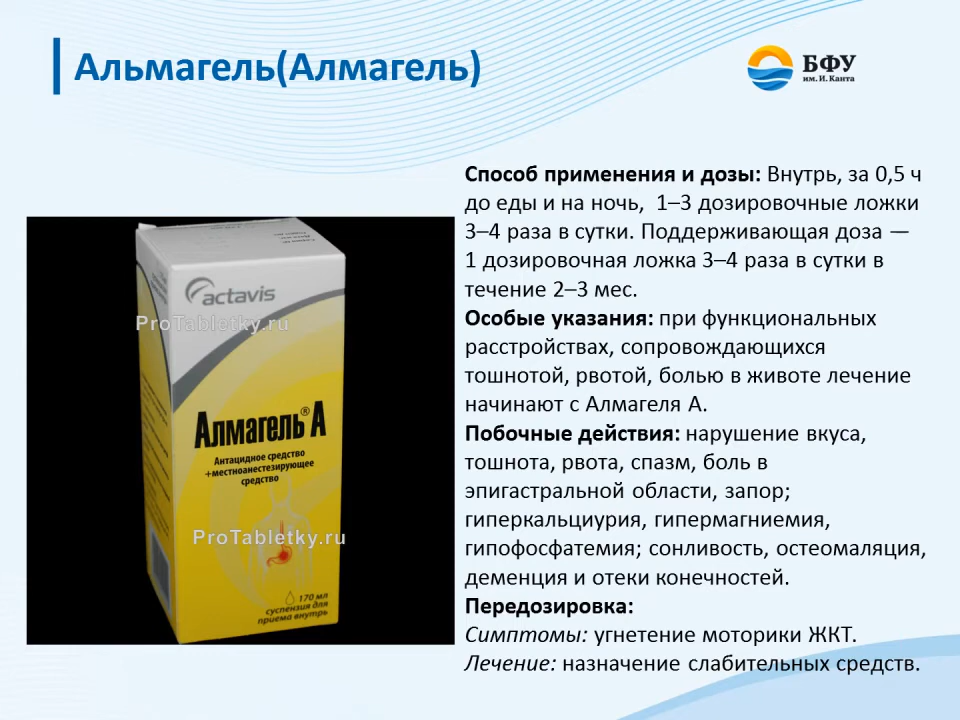 Альмагель(Алмагель)
БФУ
им. И. Канта
Способ применения и дозы: Внутрь, за 0,5 ч
до еды и на ночь, 1–3 дозировочные ложки
3–4 раза в сутки. Поддерживающая доза —
1 дозировочная ложка 3–4 раза в сутки в
течение 2–3 мес.
Особые указания: при функциональных
расстройствах, сопровождающихся
тошнотой, рвотой, болью в животе лечение
начинают с Алмагеля А.
Побочные действия: нарушение вкуса,
тошнота, рвота, спазм, боль в
эпигастральной области, запор;
гиперкальциурия, гипермагниемия,
гипофосфатемия; сонливость, остеомаляция,
деменция и отеки конечностей.
Передозировка:
Симптомы: угнетение моторики ЖКТ.
Лечение: назначение слабительных средств.
actavis
ProTabletky.ru
Алмагель® А
Антацидное средство
+местноанестезирующее
средство
ProTabletky.ru
170 мл
суспензия для
приема внутрь